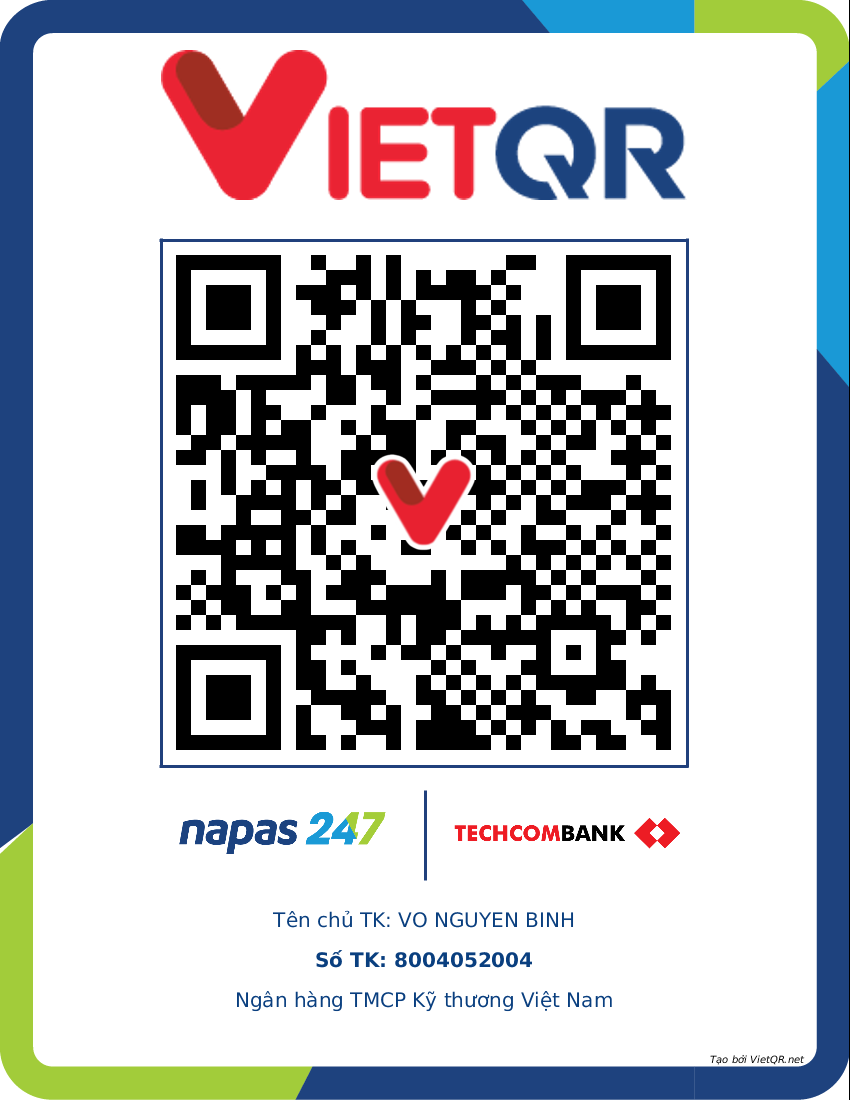 VIETQR
napas 247
TECHCOMBANK
Tên chủ TK: VO NGUYEN BINH
Số TK: 8004052004
Ngân hàng TMCP Kỹ thương Việt Nam
Tạo bởi VietQR.net